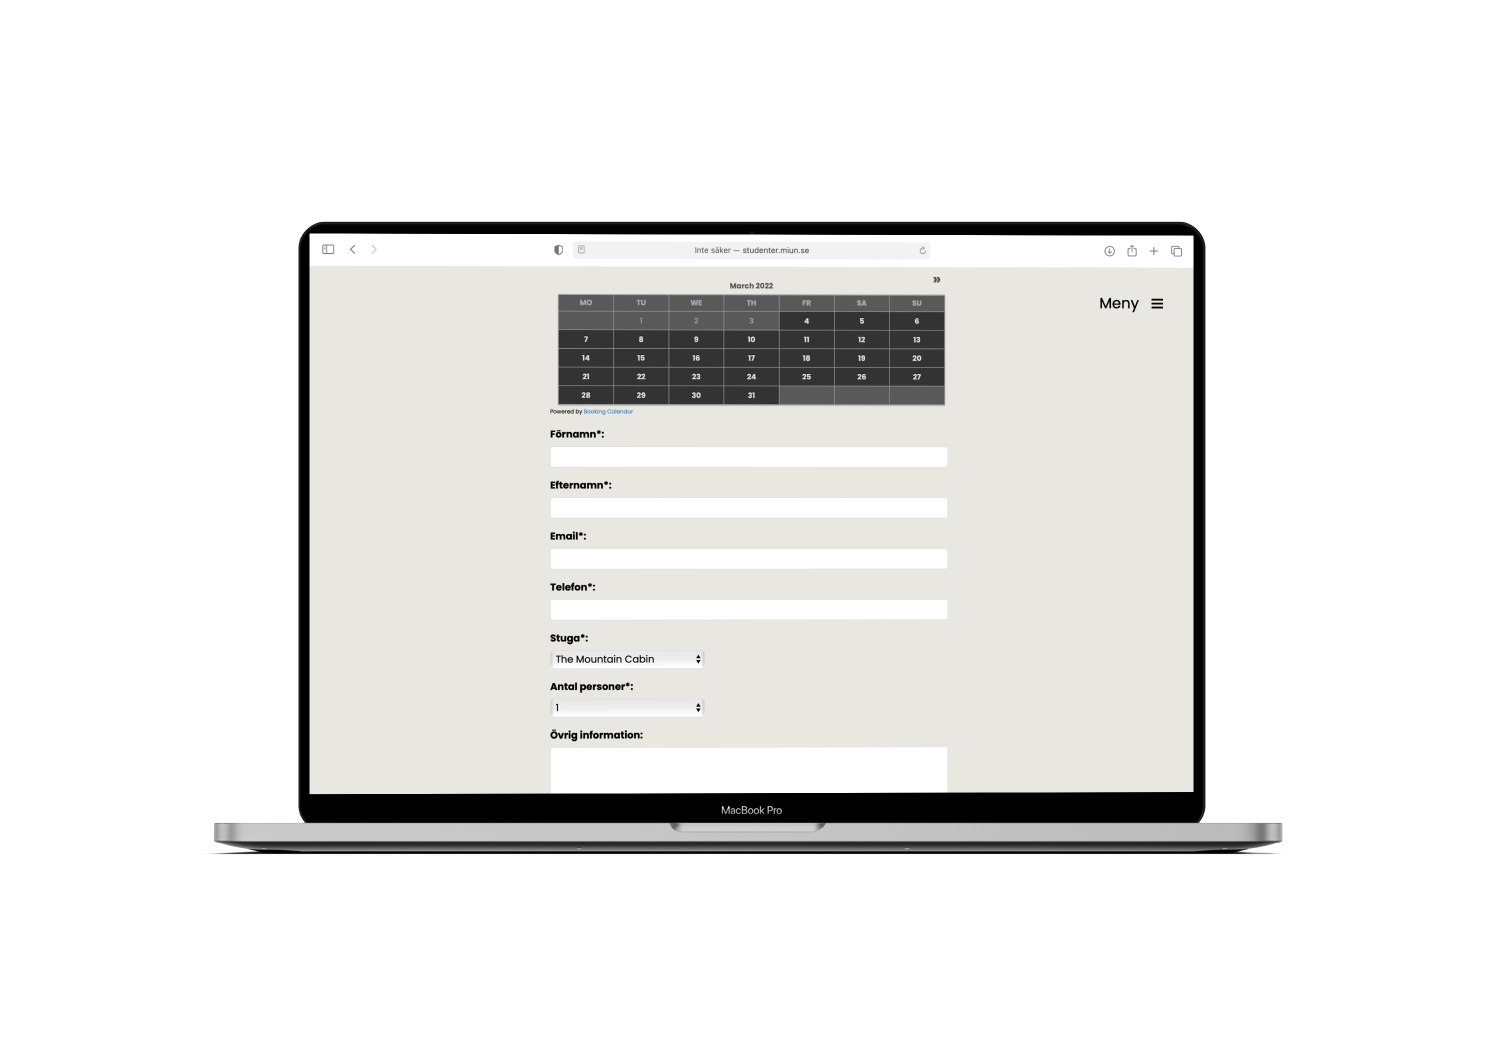 Inte säker — studenter.miun.se
March 2022 »
Meny
MO TU WE TH FR SA SU
1 2 3 4 5 6
7 8 9 10 11 12 13
14 15 16 17 18 19 20
21 22 23 24 25 26 27
28 29 30 31
Powered by Booking Calendar
Förnamn*:
Efternamn*:
Email*:
Telefon*:
Stuga*:
The Mountain Cabin
Antal personer*:
1
Övrig information:
MacBook Pro